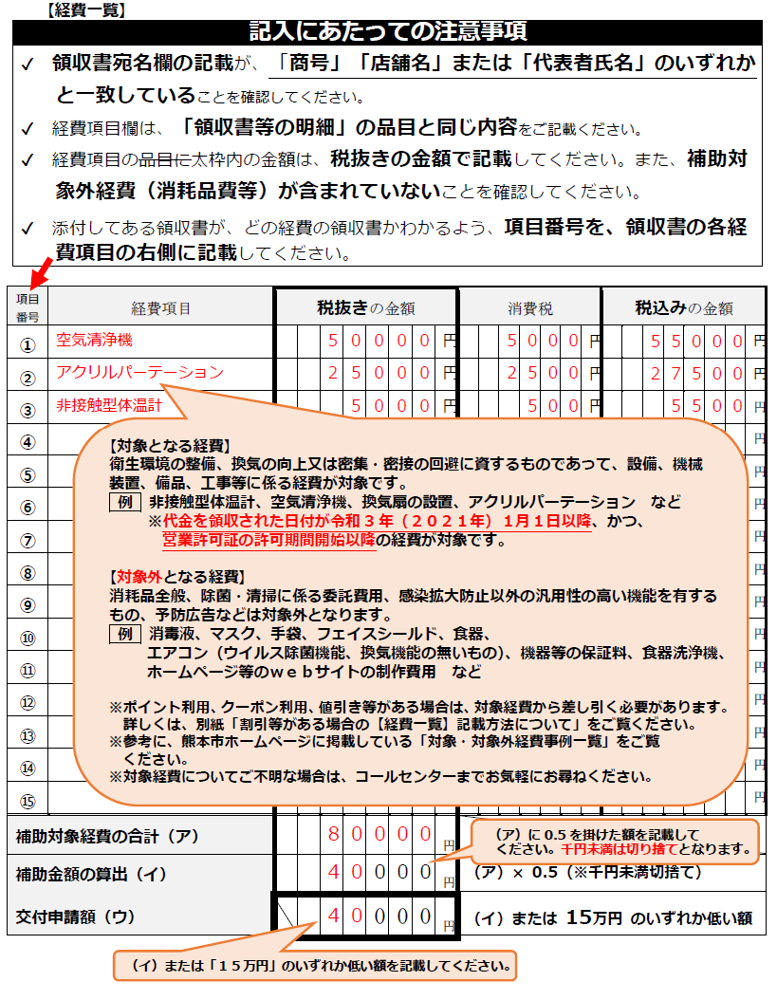 【経費一覧】
記入にあたっての注意事項
✓ 領収書宛名欄の記載が、「商号」「店舗名」または「代表者氏名」のいずれか
と一致していることを確認してください。
✓ 経費項目欄は、「領収書等の明細」の品目と同じ内容をご記載ください。
✓ 経費項目の品目に太枠内の金額は、税抜きの金額で記載してください。また、補助対
象外経費（消耗品費等）が含まれていないことを確認してください。
✓ 添付してある領収書が、どの経費の領収書かわかるよう、項目番号を、領収書の各経
費項目の右側に記載してください。
項目番号 経費項目 税抜きの金額 消費税 税込みの金額
① 空気清浄機 50000円 5000円 55000円
② アクリルパーテーション 25000円 2500円 27500円
③ 非接触型体温計 5000円 500円 5500円
④ 円
⑤ 円
⑥ 円
⑦ 円
⑧ 円
⑨ 円
⑩ 円
⑪ 円
⑫ 円
⑬ 円
⑭ 円
⑮ 円
【対象となる経費】
衛生環境の整備、換気の向上又は密集・密接の回避に資するものであって、設備、機械
装置、備品、工事等に係る経費が対象です。
例 非接触型体温計、空気清浄機、換気扇の設置、アクリルパーテーション　など
※代金を領収された日付が令和３年（２０２１年）１月１日以降、かつ、
営業許可証の許可期間開始以降の経費が対象です。
【対象外となる経費】
消耗品全般、除菌・清掃に係る委託費用、感染拡大防止以外の汎用性の高い機能を有する
もの、予防広告などは対象外となります。
例 消毒液、マスク、手袋、フェイスシールド、食器、
エアコン（ウイルス除菌機能、換気機能の無いもの）、機器等の保証料、食器洗浄機、
ホームページ等のｗｅｂサイトの制作費用　など
※ポイント利用、クーポン利用、値引き等がある場合は、対象経費から差し引く必要があります。
詳しくは、別紙「割引等がある場合の【経費一覧】記載方法について」をご覧ください。
※参考に、熊本市ホームページに掲載している「対象・対象外経費事例一覧」をご覧
ください。
※対象経費についてご不明な場合は、コールセンターまでお気軽にお尋ねください。
補助対象経費の合計（ア） 80000円
（ア）に 0.5 を掛けた額を記載して
ください。千円未満は切り捨てとなります。
補助金額の算出（イ） 40000円 （ア）× 0.5（※千円未満切捨て）
交付申請額（ウ） 40000円 （イ）または 15万円 のいずれか低い額
（イ）または「１５万円」のいずれか低い額を記載してください。